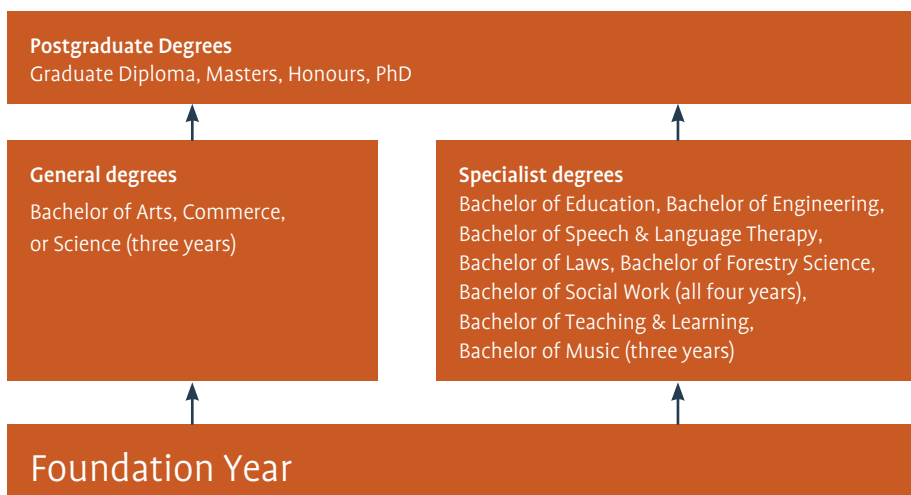 Postgraduate Degrees
Graduate Diploma, Masters, Honours, PhD
General degrees
Bachelor of Arts, Commerce,
or Science (three years)
Specialist degrees
Bachelor of Education, Bachelor of Engineering,
Bachelor of Speech & Language Therapy,
Bachelor of Laws, Bachelor of Forestry Science,
Bachelor of Social Work (all four years),
Bachelor of Teaching & Learning,
Bachelor of Music (three years)
Foundation Year